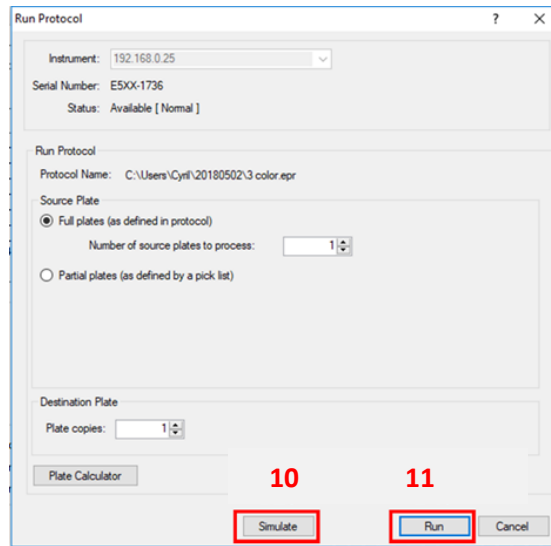 Run Protocol ? ×
Instrument: 192.168.0.25
Serial Number: E5XX-1736
Status: Available [ Normal ]
Run Protocol
Protocol Name: C:\Users\Cyril\20180502\3 color.epr
Source Plate
Full plates (as defined in protocol)
Number of source plates to process: 1
Partial plates (as defined by a pick list)
Destination Plate
Plate copies: 1
Plate Calculator
10 11
Simulate Run Cancel